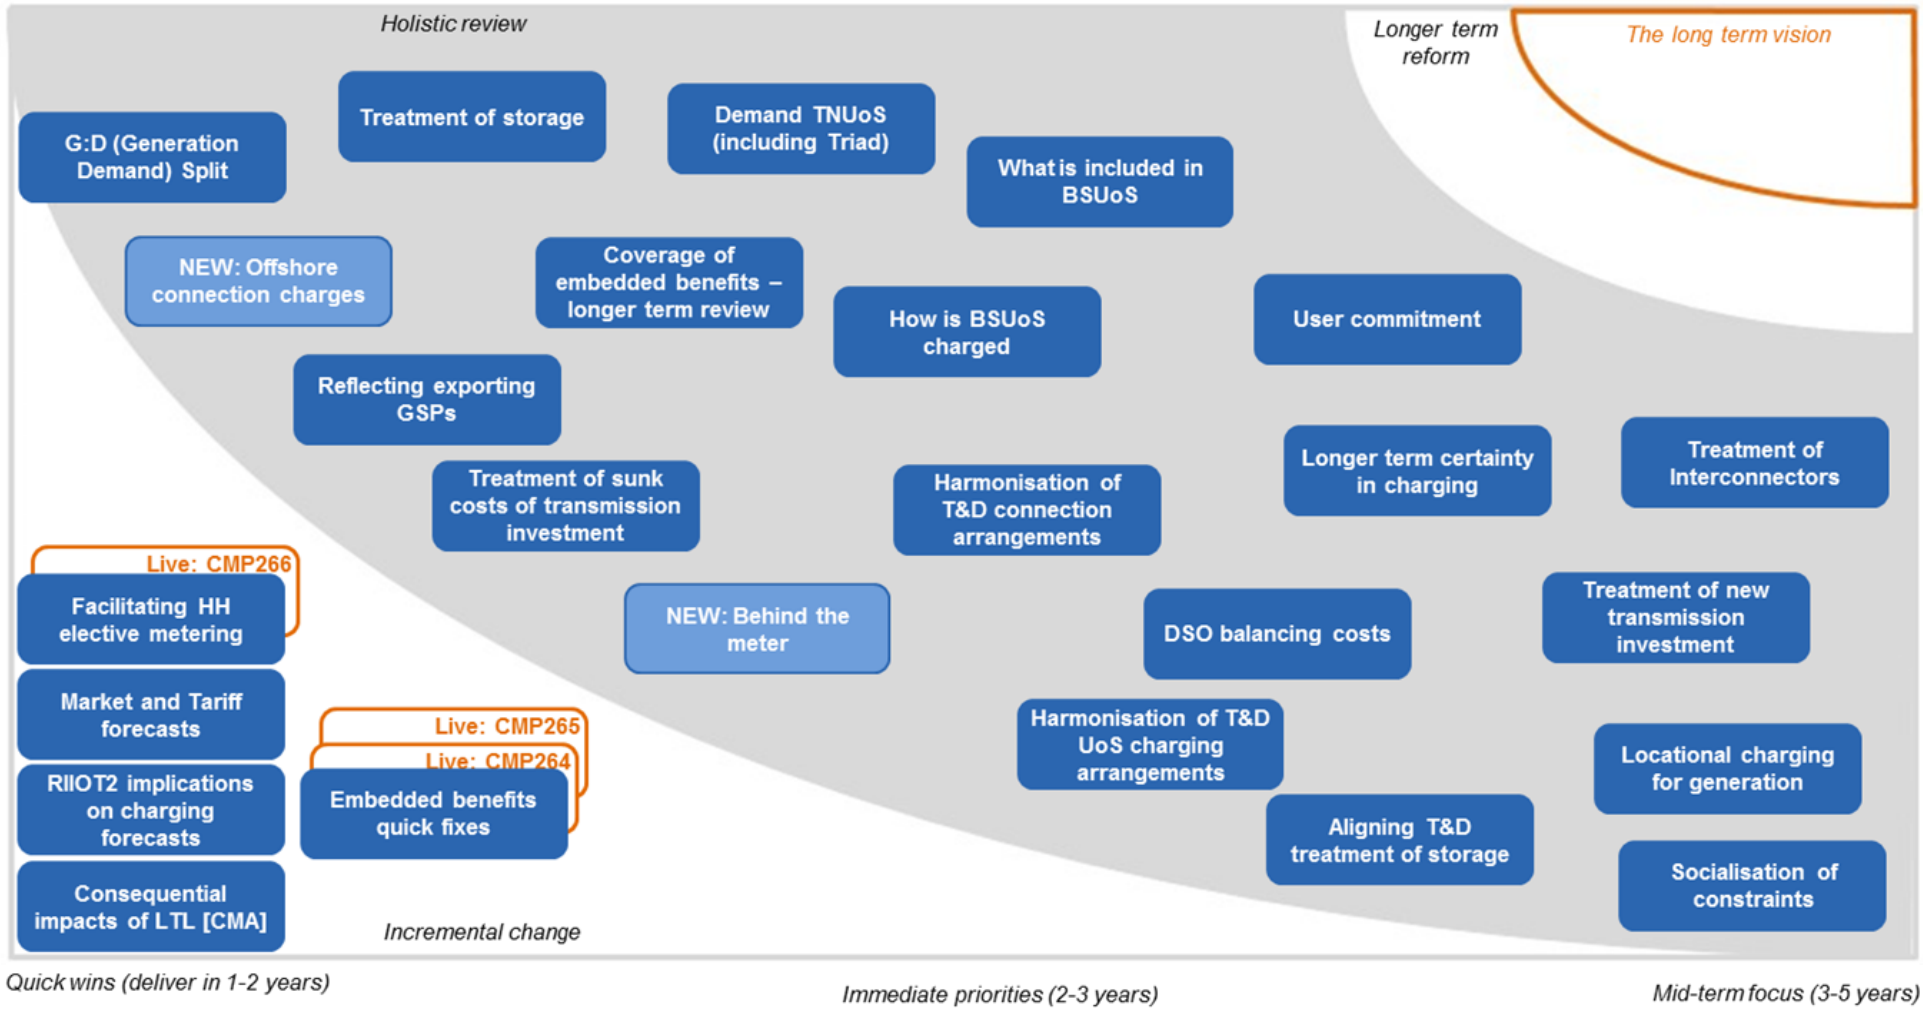 Holistic review
Longer term
reform
The long term vision
Treatment of storage
Demand TNUoS
(including Triad)
G:D (Generation
Demand) Split
What is included in
BSUoS
NEW: Offshore
connection charges
Coverage of
embedded benefits –
longer term review
How is BSUoS
charged
User commitment
Reflecting exporting
GSPs
Treatment of sunk
costs of transmission
investment
Harmonisation of
T&D connection
arrangements
Longer term certainty
in charging
Treatment of
Interconnectors
Live: CMP266
Facilitating HH
elective metering
NEW: Behind the
meter
DSO balancing costs
Treatment of new
transmission
investment
Market and Tariff
forecasts
Live: CMP265
Live: CMP264
Embedded benefits
quick fixes
Harmonisation of T&D
UoS charging
arrangements
Locational charging
for generation
RIIOT2 implications
on charging
forecasts
Aligning T&D
treatment of storage
Socialisation of
constraints
Consequential
impacts of LTL [CMA]
Incremental change
Quick wins (deliver in 1-2 years)
Immediate priorities (2-3 years)
Mid-term focus (3-5 years)